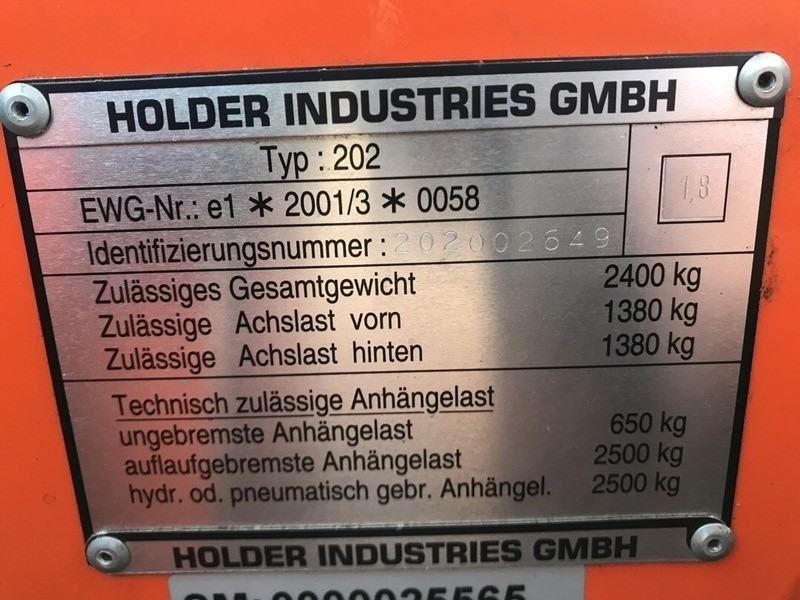 HOLDER INDUSTRIES GMBH
Typ : 202
1,8
EWG-Nr.: e1 * 2001/3 * 0058
Identifizierungsnummer : 202002649
Zulässiges Gesamtgewicht 2400 kg
Zulässige Achslast vorn 1380 kg
Zulässige Achslast hinten 1380 kg
Technisch zulässige Anhängelast
ungebremste Anhängelast 650 kg
auflaufgebremste Anhängelast 2500 kg
hydr. od. pneumatisch gebr. Anhängel. 2500 kg
HOLDER INDUSTRIES GMBH